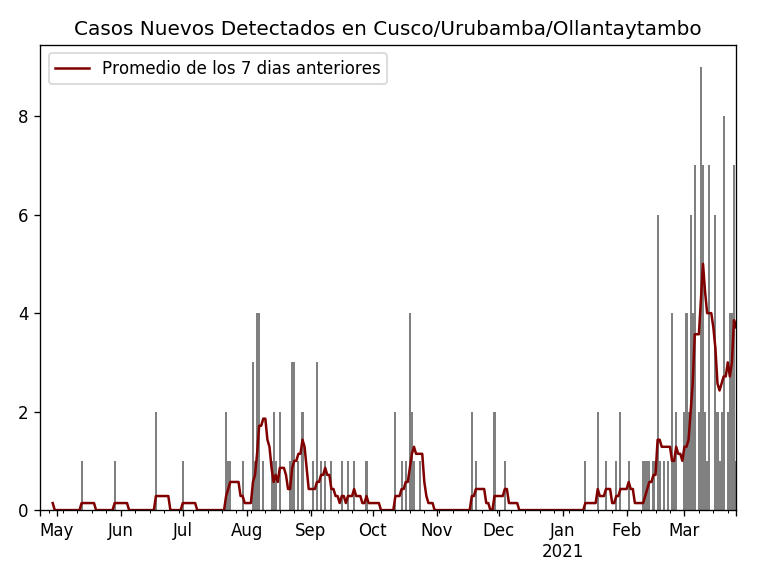 Casos Nuevos Detectados en Cusco/Urubamba/Ollantaytambo
Promedio de los 7 dias anteriores
8
6
4
2
0
May Jun Jul Aug Sep Oct Nov Dec Jan Feb Mar
2021